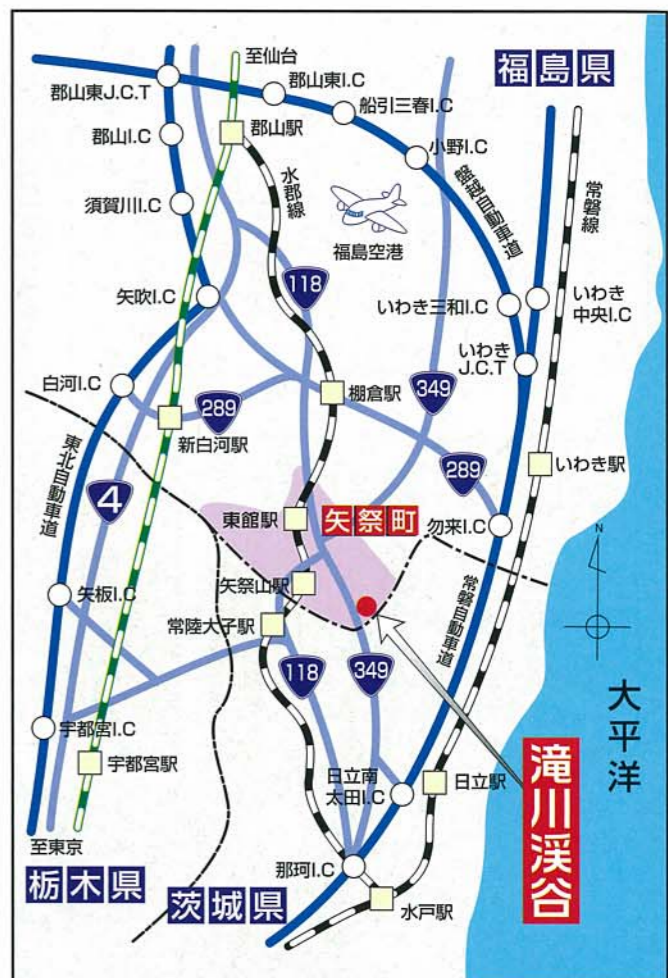 至仙台
郡山東J.C.T
郡山東I.C
福島県
船引三春I.C
郡山I.C
郡山駅
小野I.C
水郡線
磐越自動車道
常磐線
須賀川I.C
福島空港
118
矢吹I.C
いわき三和I.C
いわき
中央I.C
いわき
J.C.T
白河I.C
289
棚倉駅
349
新白河駅
東北自動車道
4
289
いわき駅
東館駅
矢祭町
勿来I.C
N
矢祭山駅
矢板I.C
常陸大子駅
常磐自動車道
118
349
大平洋
宇都宮I.C
宇都宮駅
日立南
太田I.C
日立駅
滝川渓谷
至東京
那珂I.C
栃木県
茨城県
水戸駅